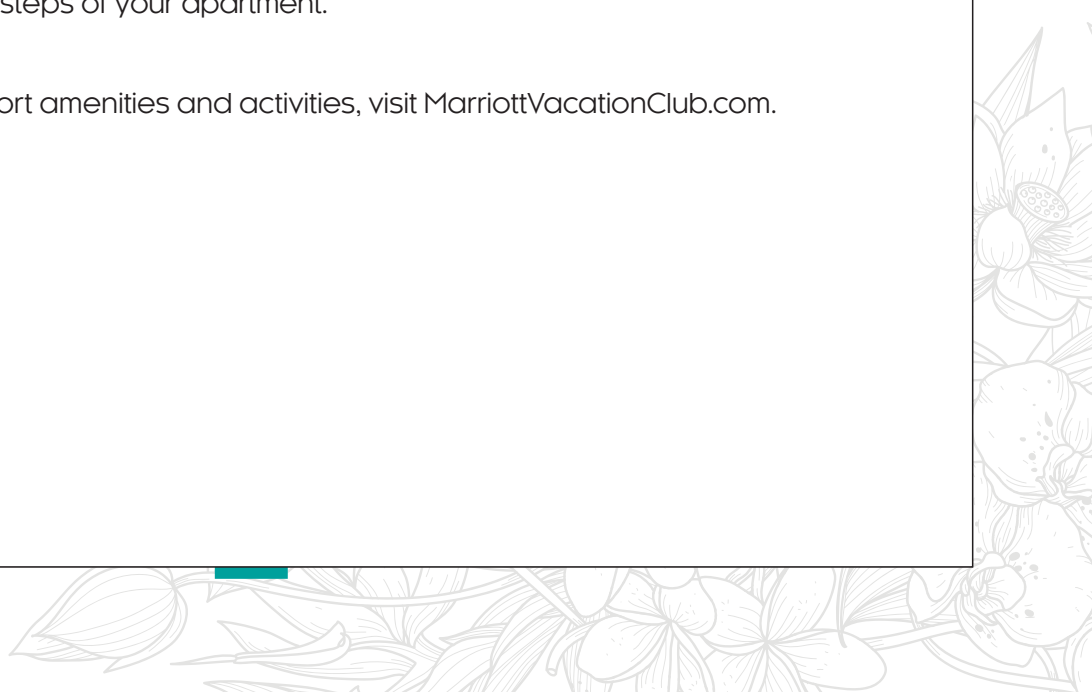 steps of your apartment.
ort amenities and activities, visit MarriottVacationClub.com.